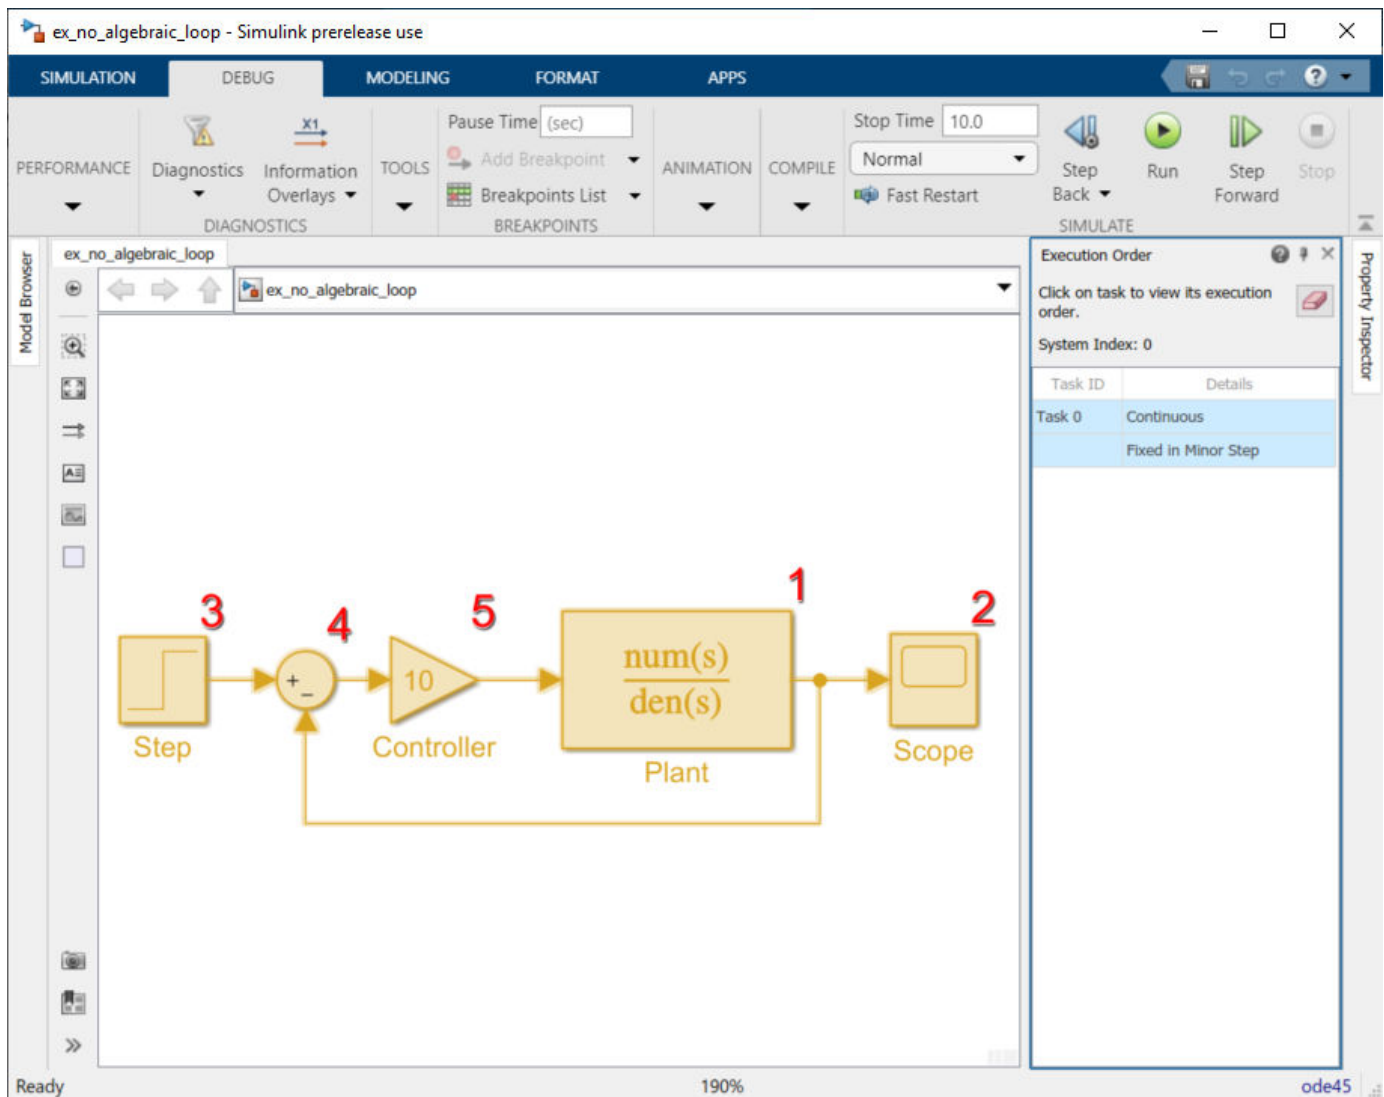 ex_no_algebraic_loop - Simulink prerelease use
SIMULATION DEBUG MODELING FORMAT APPS
PERFORMANCE
Diagnostics
Information
Overlays
DIAGNOSTICS
TOOLS
Pause Time (sec)
Add Breakpoint
Breakpoints List
BREAKPOINTS
ANIMATION
COMPILE
Stop Time 10.0
Normal
Fast Restart
Step
Back
Run
Step
Forward
Stop
SIMULATE
Model Browser
ex_no_algebraic_loop
ex_no_algebraic_loop
Execution Order
Click on task to view its execution
order.
System Index: 0
Task ID Details
Task 0 Continuous
Fixed in Minor Step
Property Inspector
3
4
5
1
2
+
-
10
num(s)
den(s)
Step
Controller
Plant
Scope
Ready
190%
ode45